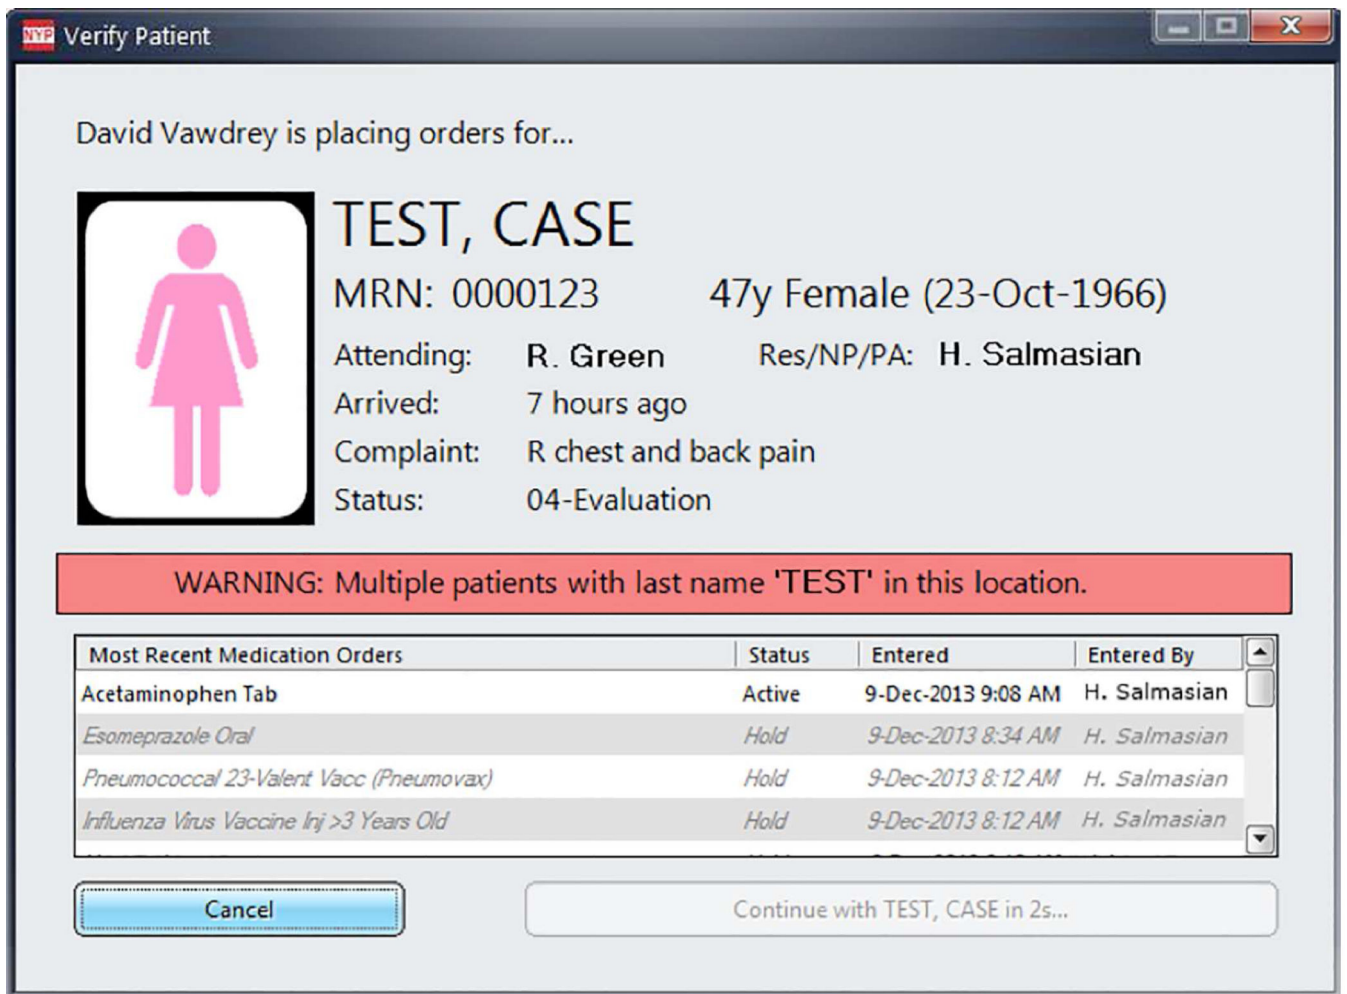 NYP Verify Patient
David Vawdrey is placing orders for...
TEST, CASE
MRN: 0000123 47y Female (23-Oct-1966)
Attending: R. Green Res/NP/PA: H. Salmasian
Arrived: 7 hours ago
Complaint: R chest and back pain
Status: 04-Evaluation
WARNING: Multiple patients with last name 'TEST' in this location.
Most Recent Medication Orders Status Entered Entered By
Acetaminophen Tab Active 9-Dec-2013 9:08 AM H. Salmasian
Esomeprazole Oral Hold 9-Dec-2013 8:34 AM H. Salmasian
Pneumococcal 23-Valent Vacc (Pneumovax) Hold 9-Dec-2013 8:12 AM H. Salmasian
Influenza Virus Vaccine Inj >3 Years Old Hold 9-Dec-2013 8:12 AM H. Salmasian
Cancel Continue with TEST, CASE in 2s...